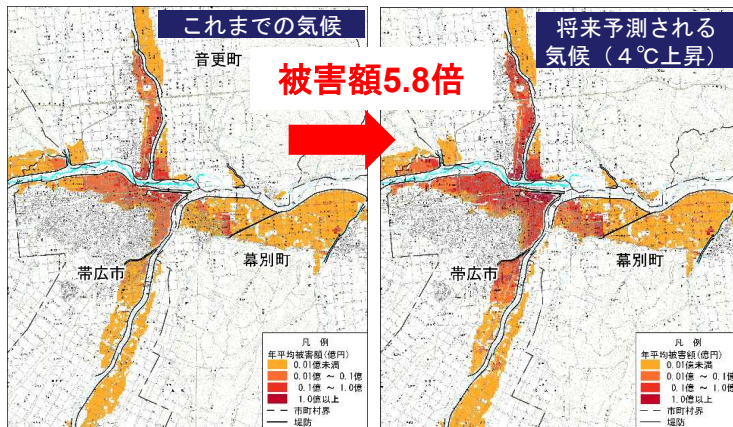 これまでの気候
音更町
被害額5.8倍
帯広市
幕別町
凡 例
年平均被害額(億円)
0.01億未満
0.01億 ～ 0.1億
0.1億 ～ 1.0億
1.0億以上
市町村界
堤防
将来予測される
気候（４℃上昇）
帯広市
幕別町
凡 例
年平均被害額(億円)
0.01億未満
0.01億 ～ 0.1億
0.1億 ～ 1.0億
1.0億以上
市町村界
堤防